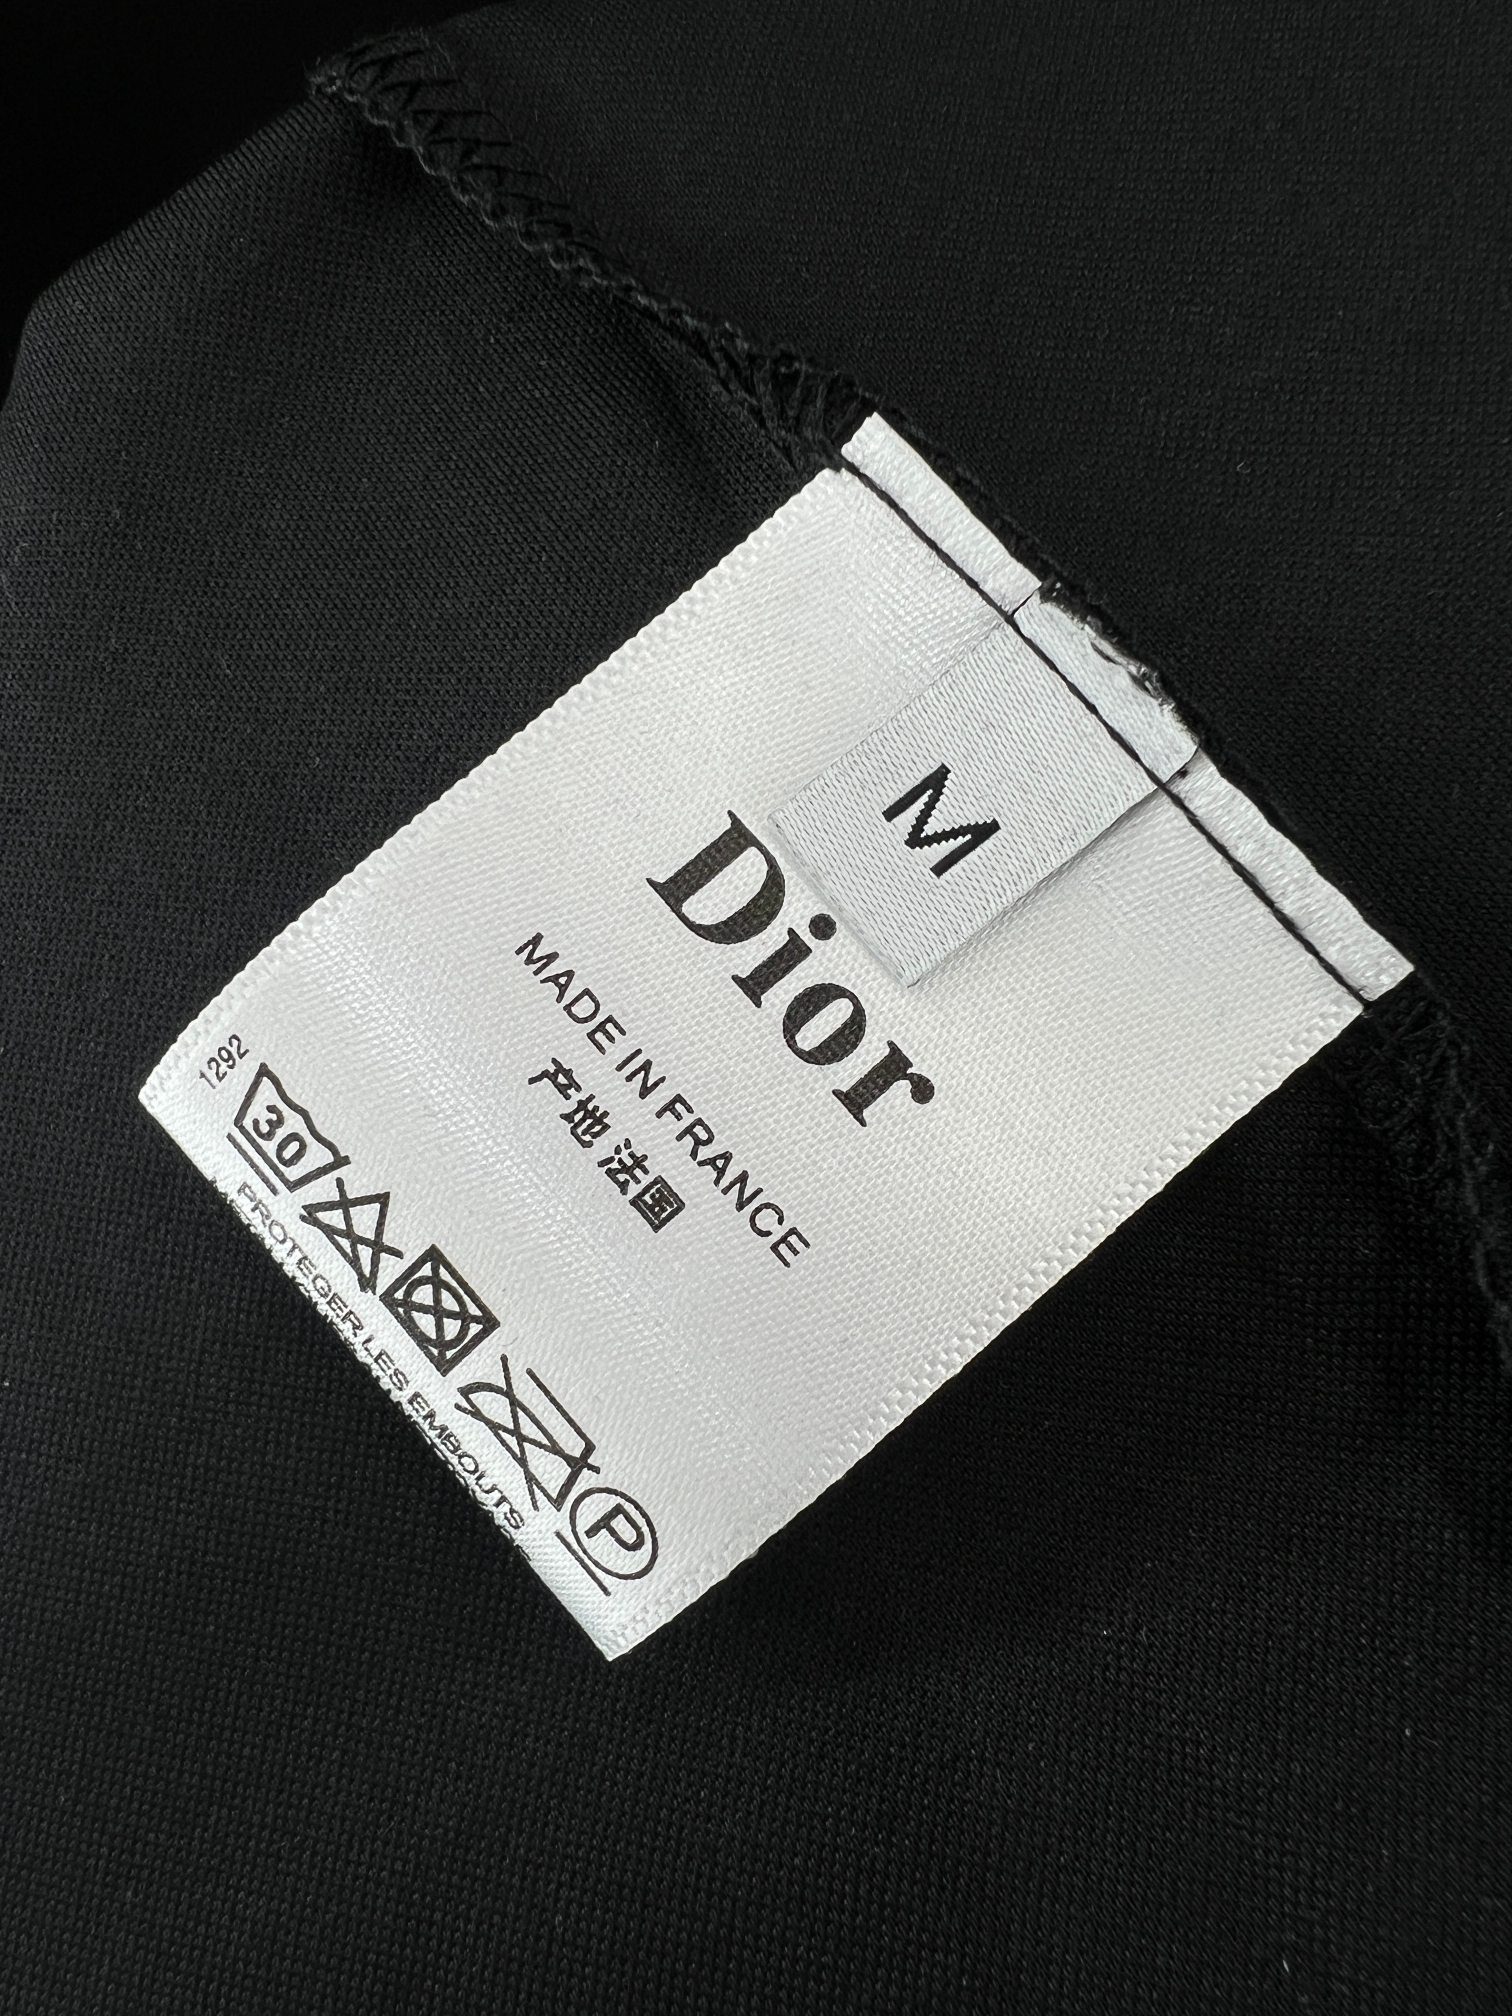 M
Dior
MADE IN FRANCE
产地 法国
1292
30
P
PROTEGER LES EMBOUTS